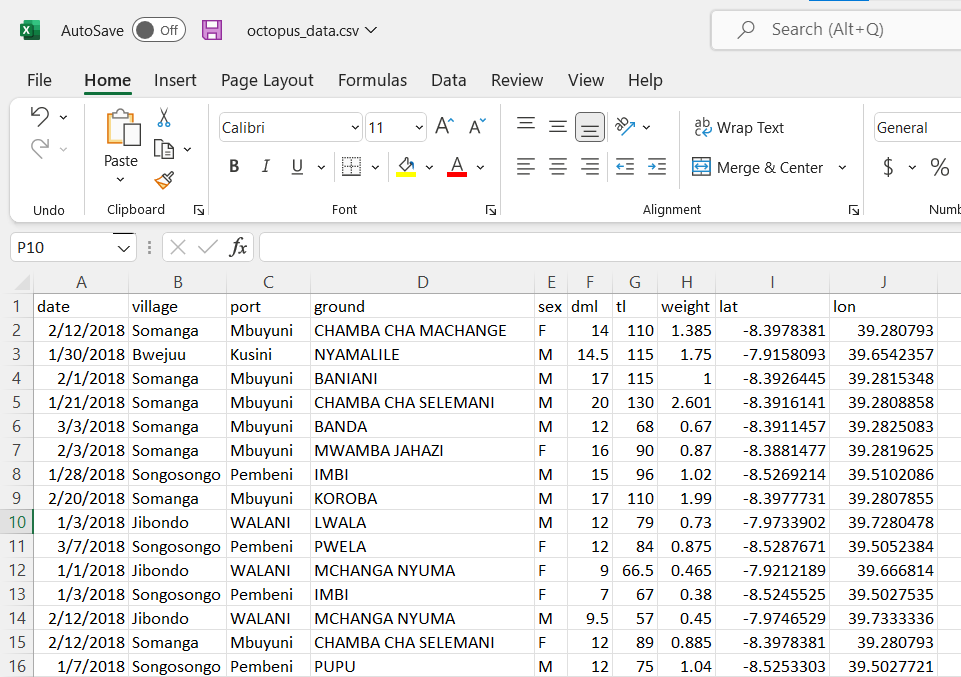 AutoSave Off octopus_data.csv Search (Alt+Q)
File Home Insert Page Layout Formulas Data Review View Help
Calibri 11 A A ab Wrap Text General
Paste B I U A Merge & Center $ %
Undo Clipboard Font Alignment Numb
P10 fx
A B C D E F G H I J
1 date village port ground sex dml tl weight lat lon
2 2/12/2018 Somanga Mbuyuni CHAMBA CHA MACHANGE F 14 110 1.385 -8.3978381 39.280793
3 1/30/2018 Bwejuu Kusini NYAMALILE M 14.5 115 1.75 -7.9158093 39.6542357
4 2/1/2018 Somanga Mbuyuni BANIANI M 17 115 1 -8.3926445 39.2815348
5 1/21/2018 Somanga Mbuyuni CHAMBA CHA SELEMANI M 20 130 2.601 -8.3916141 39.2808858
6 3/3/2018 Somanga Mbuyuni BANDA M 12 68 0.67 -8.3911457 39.2825083
7 2/3/2018 Somanga Mbuyuni MWAMBA JAHAZI F 16 90 0.87 -8.3881477 39.2819625
8 1/28/2018 Songosongo Pembeni IMBI M 15 96 1.02 -8.5269214 39.5102086
9 2/20/2018 Somanga Mbuyuni KOROBA M 17 110 1.99 -8.3977731 39.2807855
10 1/3/2018 Jibondo WALANI LWALA M 12 79 0.73 -7.9733902 39.7280478
11 3/7/2018 Songosongo Pembeni PWELA F 12 84 0.875 -8.5287671 39.5052384
12 1/1/2018 Jibondo WALANI MCHANGA NYUMA F 9 66.5 0.465 -7.9212189 39.666814
13 1/3/2018 Songosongo Pembeni IMBI F 7 67 0.38 -8.5245525 39.5027535
14 2/12/2018 Jibondo WALANI MCHANGA NYUMA M 9.5 57 0.45 -7.9746529 39.7333336
15 2/12/2018 Somanga Mbuyuni CHAMBA CHA SELEMANI F 12 89 0.885 -8.3978381 39.280793
16 1/7/2018 Songosongo Pembeni PUPU M 12 75 1.04 -8.5253303 39.5027721